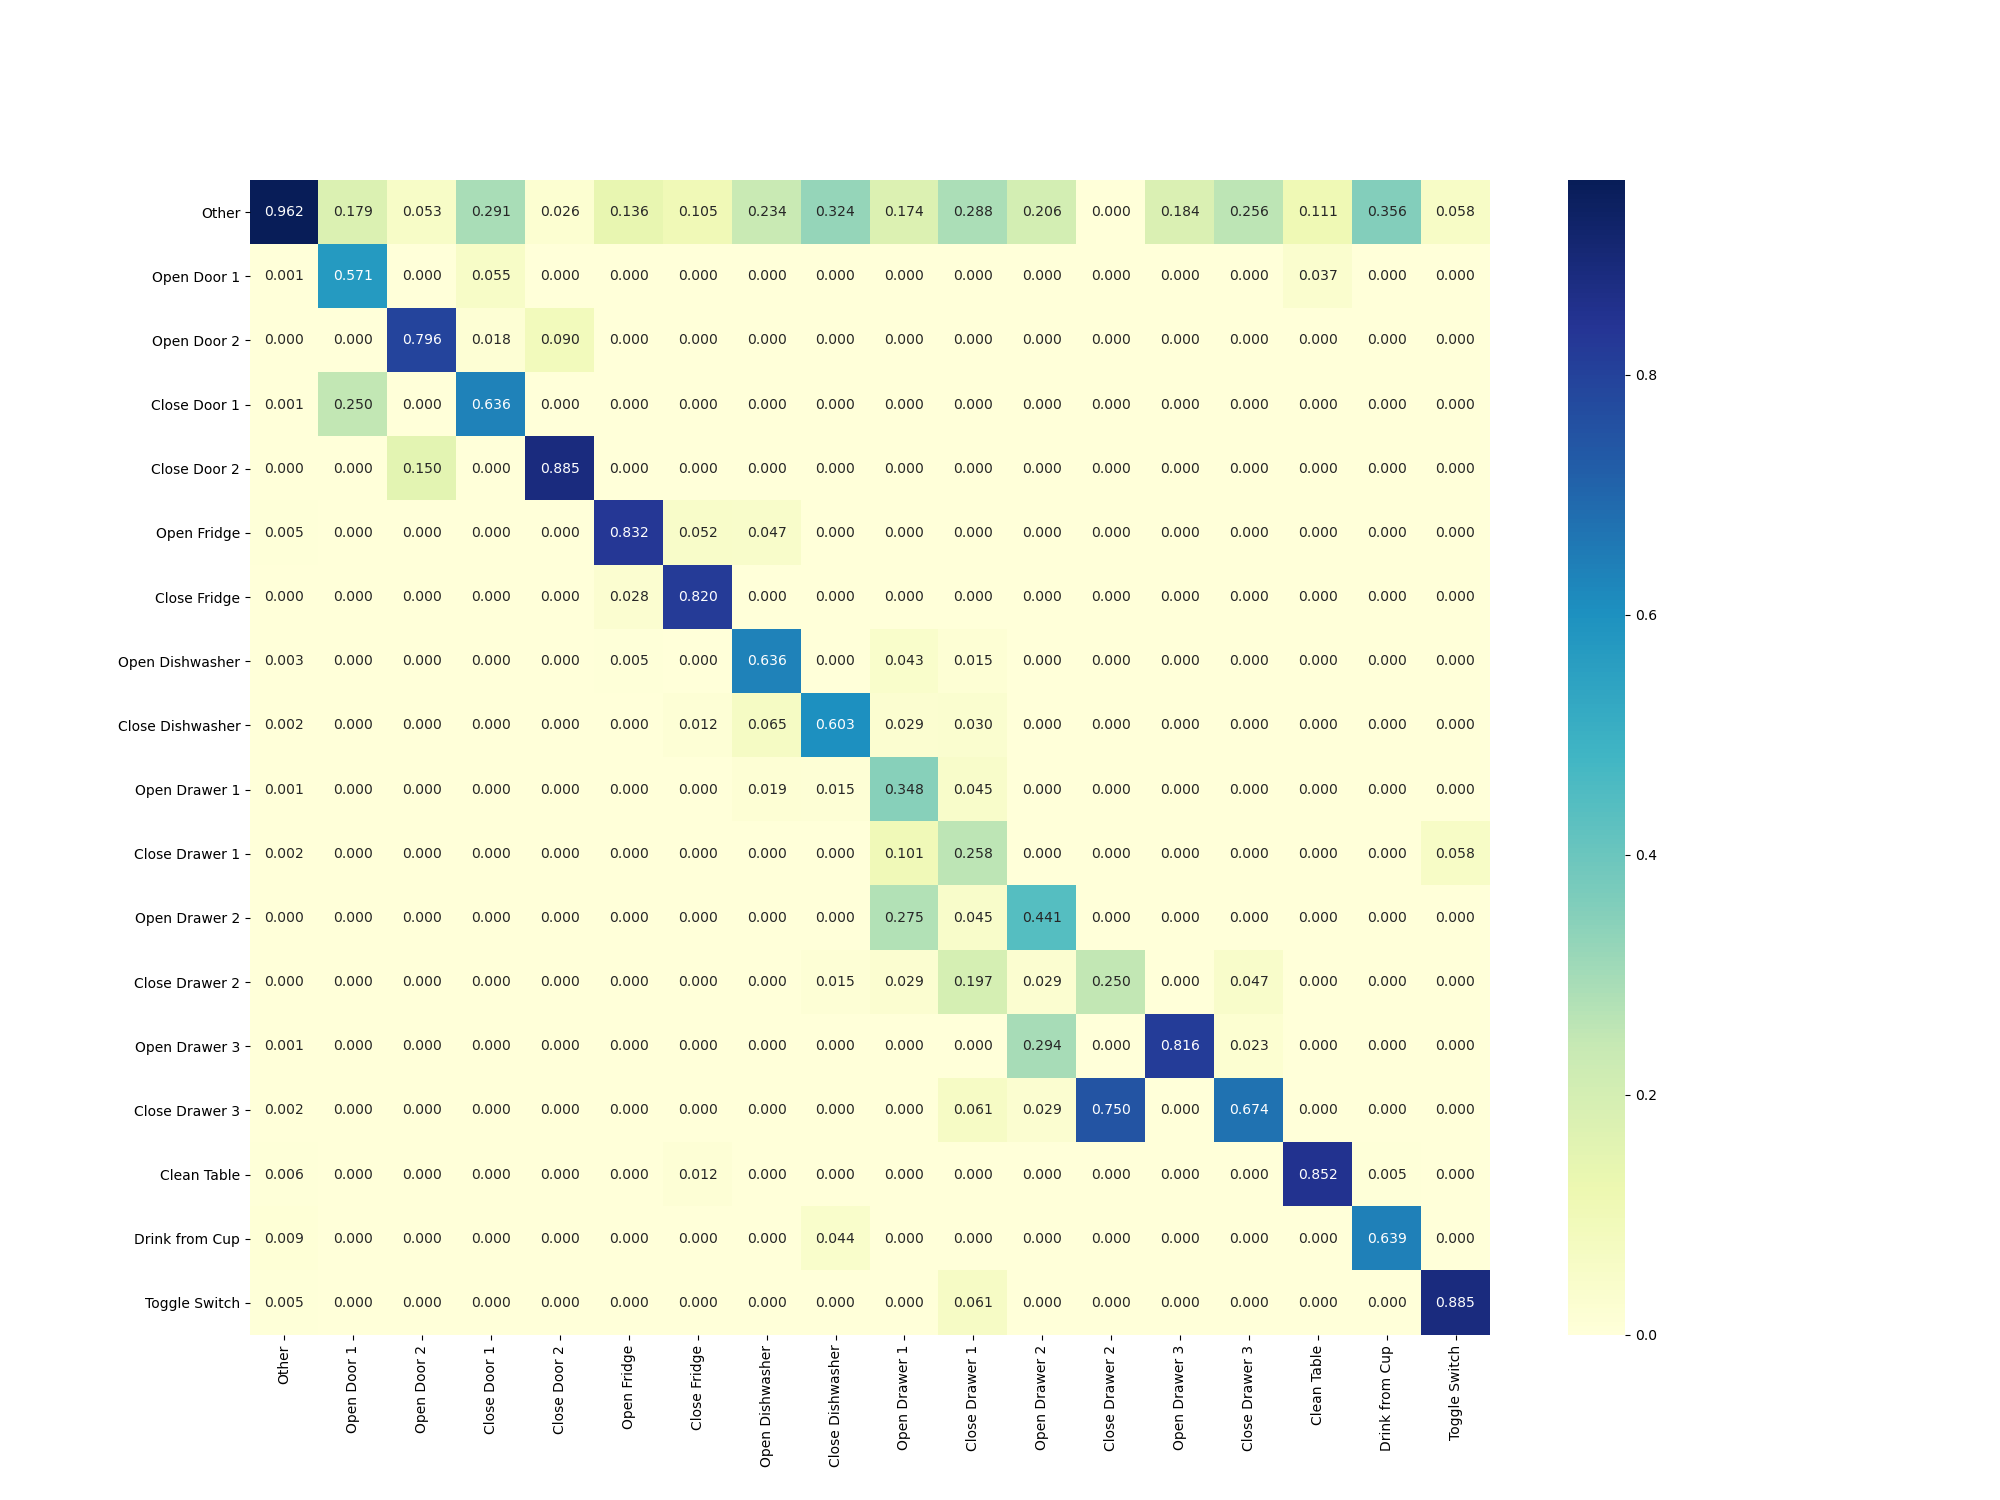 Other 0.962 0.179 0.053 0.291 0.026 0.136 0.105 0.234 0.324 0.174 0.288 0.206 0.000 0.184 0.256 0.111 0.356 0.058
Open Door 1 0.001 0.571 0.000 0.055 0.000 0.000 0.000 0.000 0.000 0.000 0.000 0.000 0.000 0.000 0.000 0.037 0.000 0.000
Open Door 2 0.000 0.000 0.796 0.018 0.090 0.000 0.000 0.000 0.000 0.000 0.000 0.000 0.000 0.000 0.000 0.000 0.000 0.000
Close Door 1 0.001 0.250 0.000 0.636 0.000 0.000 0.000 0.000 0.000 0.000 0.000 0.000 0.000 0.000 0.000 0.000 0.000 0.000
0.8
Close Door 2 0.000 0.000 0.150 0.000 0.885 0.000 0.000 0.000 0.000 0.000 0.000 0.000 0.000 0.000 0.000 0.000 0.000 0.000
Open Fridge 0.005 0.000 0.000 0.000 0.000 0.832 0.052 0.047 0.000 0.000 0.000 0.000 0.000 0.000 0.000 0.000 0.000 0.000
Close Fridge 0.000 0.000 0.000 0.000 0.000 0.028 0.820 0.000 0.000 0.000 0.000 0.000 0.000 0.000 0.000 0.000 0.000 0.000
0.6
Open Dishwasher 0.003 0.000 0.000 0.000 0.000 0.005 0.000 0.636 0.000 0.043 0.015 0.000 0.000 0.000 0.000 0.000 0.000 0.000
Close Dishwasher 0.002 0.000 0.000 0.000 0.000 0.000 0.012 0.065 0.603 0.029 0.030 0.000 0.000 0.000 0.000 0.000 0.000 0.000
Open Drawer 1 0.001 0.000 0.000 0.000 0.000 0.000 0.000 0.019 0.015 0.348 0.045 0.000 0.000 0.000 0.000 0.000 0.000 0.000
Close Drawer 1 0.002 0.000 0.000 0.000 0.000 0.000 0.000 0.000 0.000 0.101 0.258 0.000 0.000 0.000 0.000 0.000 0.000 0.058
0.4
Open Drawer 2 0.000 0.000 0.000 0.000 0.000 0.000 0.000 0.000 0.000 0.275 0.045 0.441 0.000 0.000 0.000 0.000 0.000 0.000
Close Drawer 2 0.000 0.000 0.000 0.000 0.000 0.000 0.000 0.000 0.015 0.029 0.197 0.029 0.250 0.000 0.047 0.000 0.000 0.000
Open Drawer 3 0.001 0.000 0.000 0.000 0.000 0.000 0.000 0.000 0.000 0.000 0.000 0.294 0.000 0.816 0.023 0.000 0.000 0.000
0.2
Close Drawer 3 0.002 0.000 0.000 0.000 0.000 0.000 0.000 0.000 0.000 0.000 0.061 0.029 0.750 0.000 0.674 0.000 0.000 0.000
Clean Table 0.006 0.000 0.000 0.000 0.000 0.000 0.012 0.000 0.000 0.000 0.000 0.000 0.000 0.000 0.000 0.852 0.005 0.000
Drink from Cup 0.009 0.000 0.000 0.000 0.000 0.000 0.000 0.000 0.044 0.000 0.000 0.000 0.000 0.000 0.000 0.000 0.639 0.000
Toggle Switch 0.005 0.000 0.000 0.000 0.000 0.000 0.000 0.000 0.000 0.000 0.061 0.000 0.000 0.000 0.000 0.000 0.000 0.885
0.0
Other
Open Door 1
Open Door 2
Close Door 1
Close Door 2
Open Fridge
Close Fridge
Open Dishwasher
Close Dishwasher
Open Drawer 1
Close Drawer 1
Open Drawer 2
Close Drawer 2
Open Drawer 3
Close Drawer 3
Clean Table
Drink from Cup
Toggle Switch